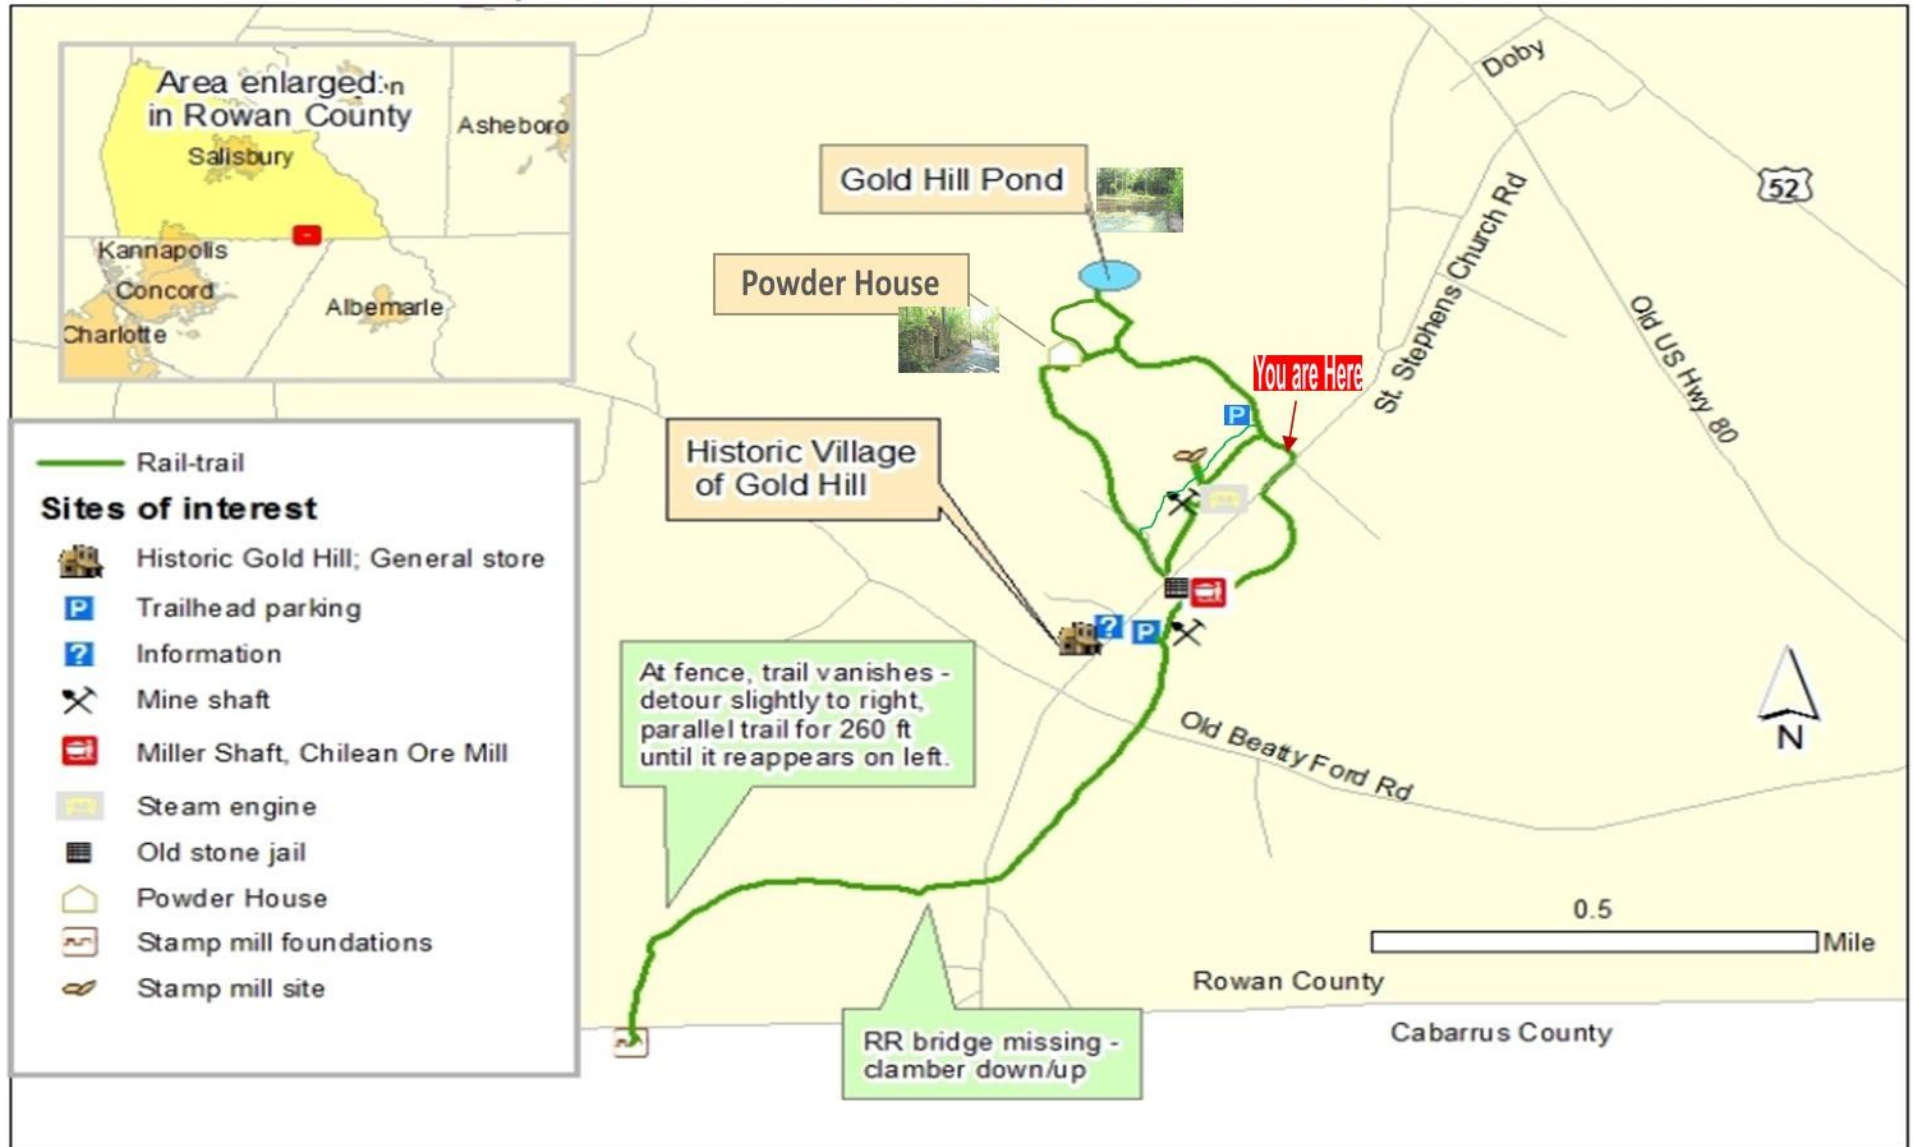 Area enlarged:n
in Rowan County
Salisbury
Asheboro
Kannapolis
Concord
Albemarle
Charlotte
Rail-trail
Sites of interest
Historic Gold Hill; General store
P Trailhead parking
? Information
Mine shaft
Miller Shaft, Chilean Ore Mill
Steam engine
Old stone jail
Powder House
Stamp mill foundations
Stamp mill site
Gold Hill Pond
Powder House
Historic Village
of Gold Hill
You are Here
P
? P
Doby
52
St. Stephens Church Rd
Old US Hwy 80
Old Beatty Ford Rd
At fence, trail vanishes -
detour slightly to right,
parallel trail for 260 ft
until it reappears on left.
RR bridge missing -
clamber down/up
N
0.5
Mile
Rowan County
Cabarrus County